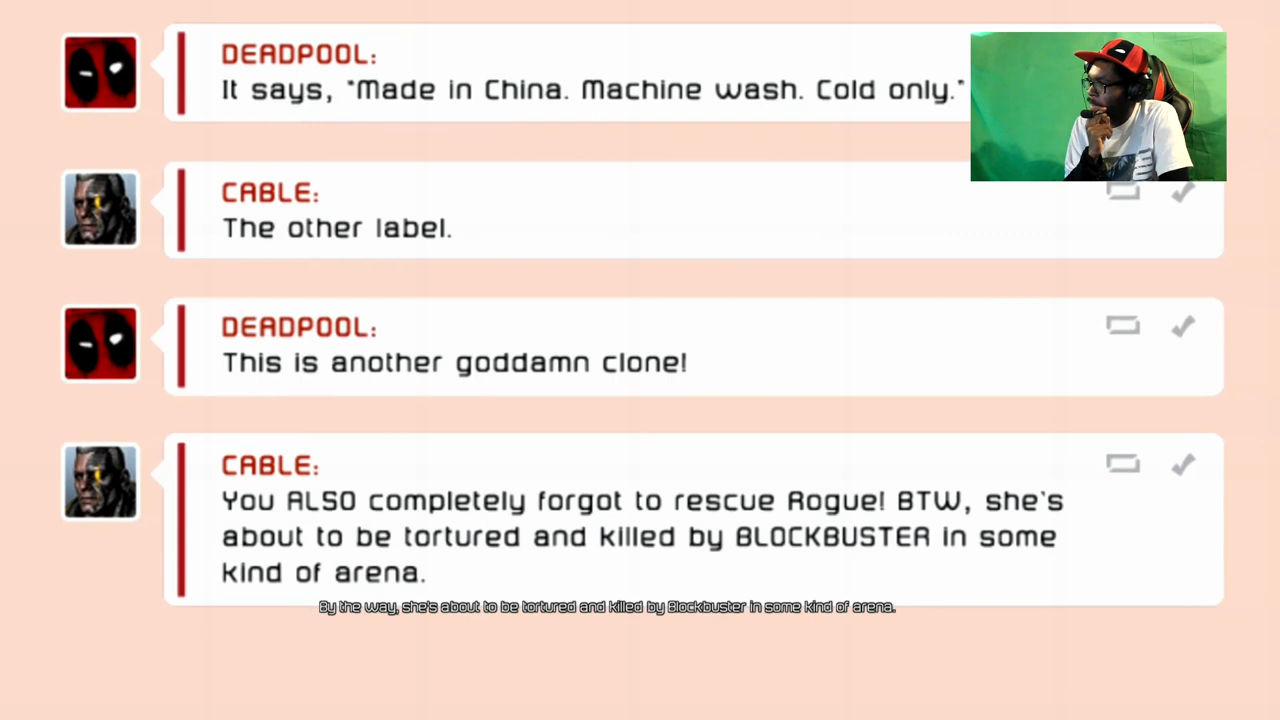 DEADPOOL:
It says, "Made in China. Machine wash. Cold only."
CABLE:
The other label.
DEADPOOL:
This is another goddamn clone!
CABLE:
You ALSO completely forgot to rescue Rogue! BTW, she's
about to be tortured and killed by BLOCKBUSTER in some
kind of arena.
By the way, she's about to be tortured and killed by Blockbuster in some kind of arena.